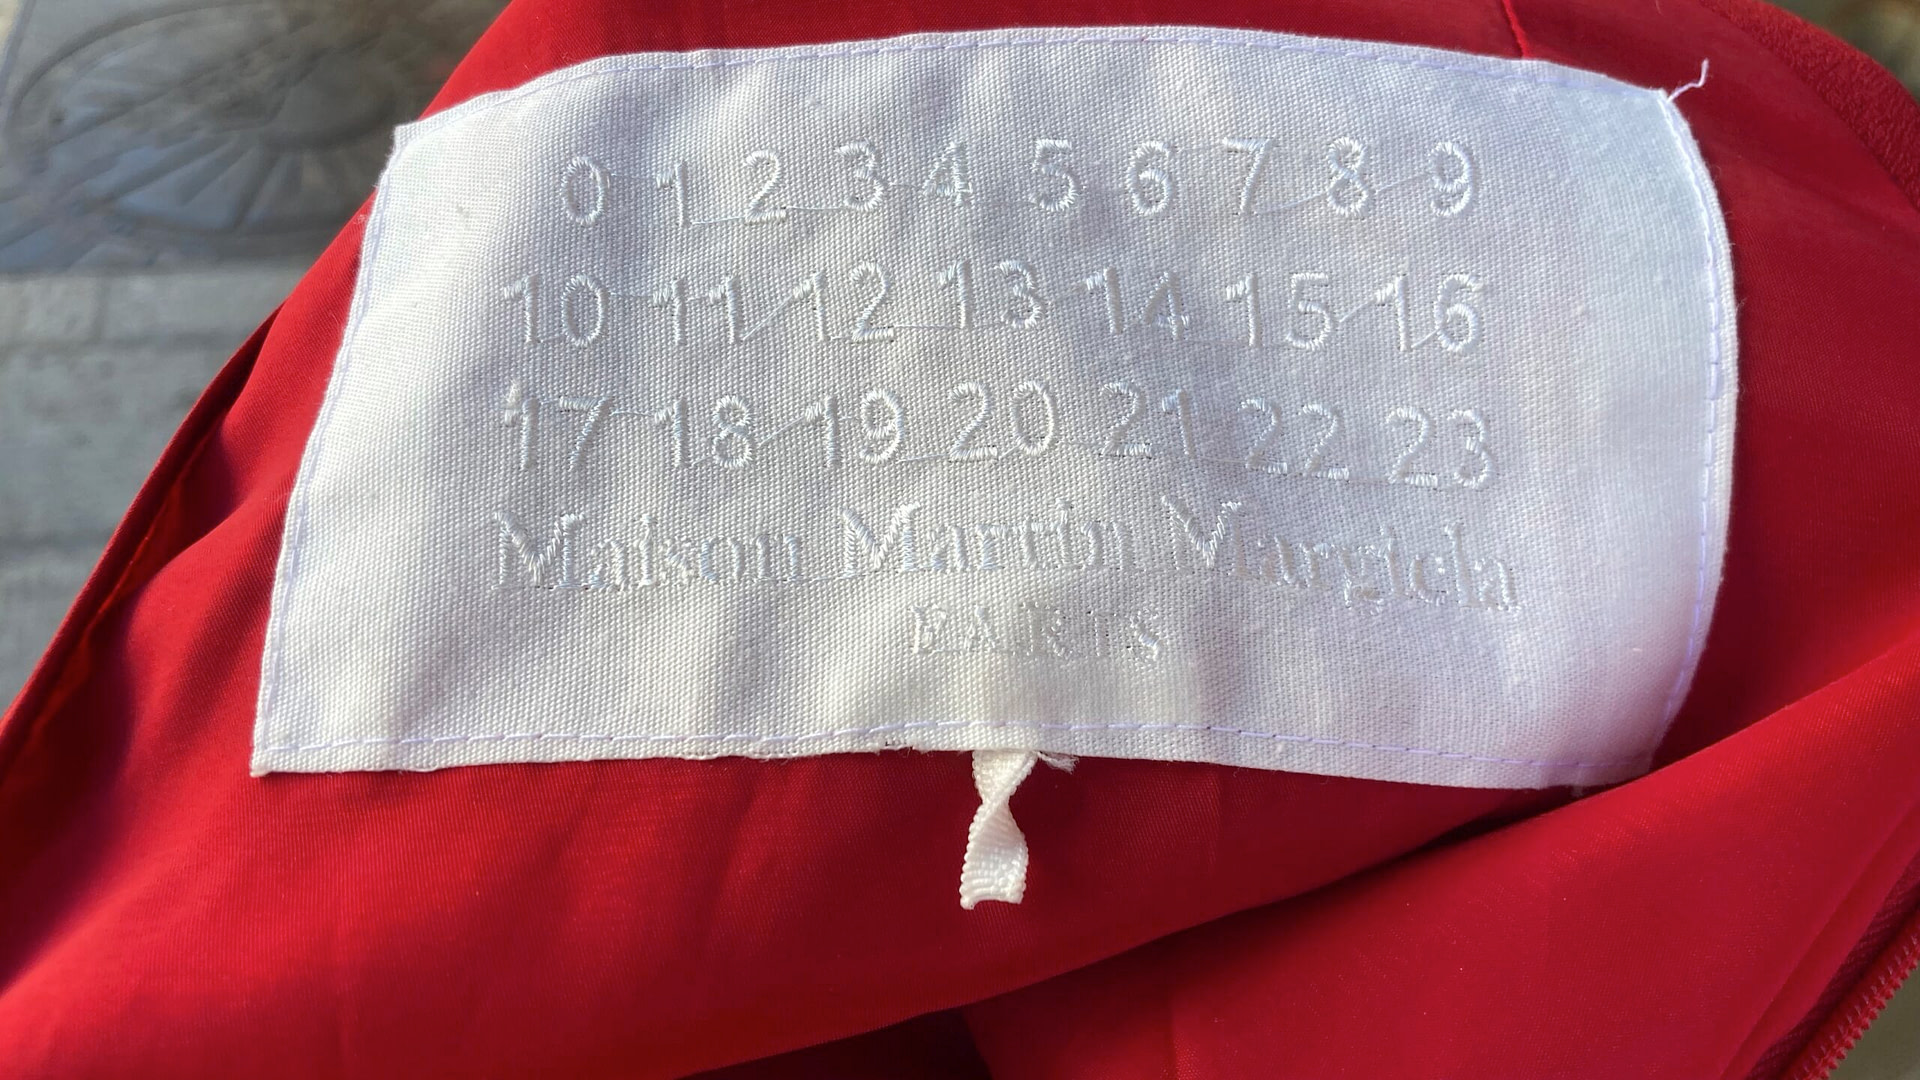 0 1 2 3 4 5 6 7 8 9
10 11 12 13 14 15 16
17 18 19 20 21 22 23
Maison Martin Margiela
PARIS